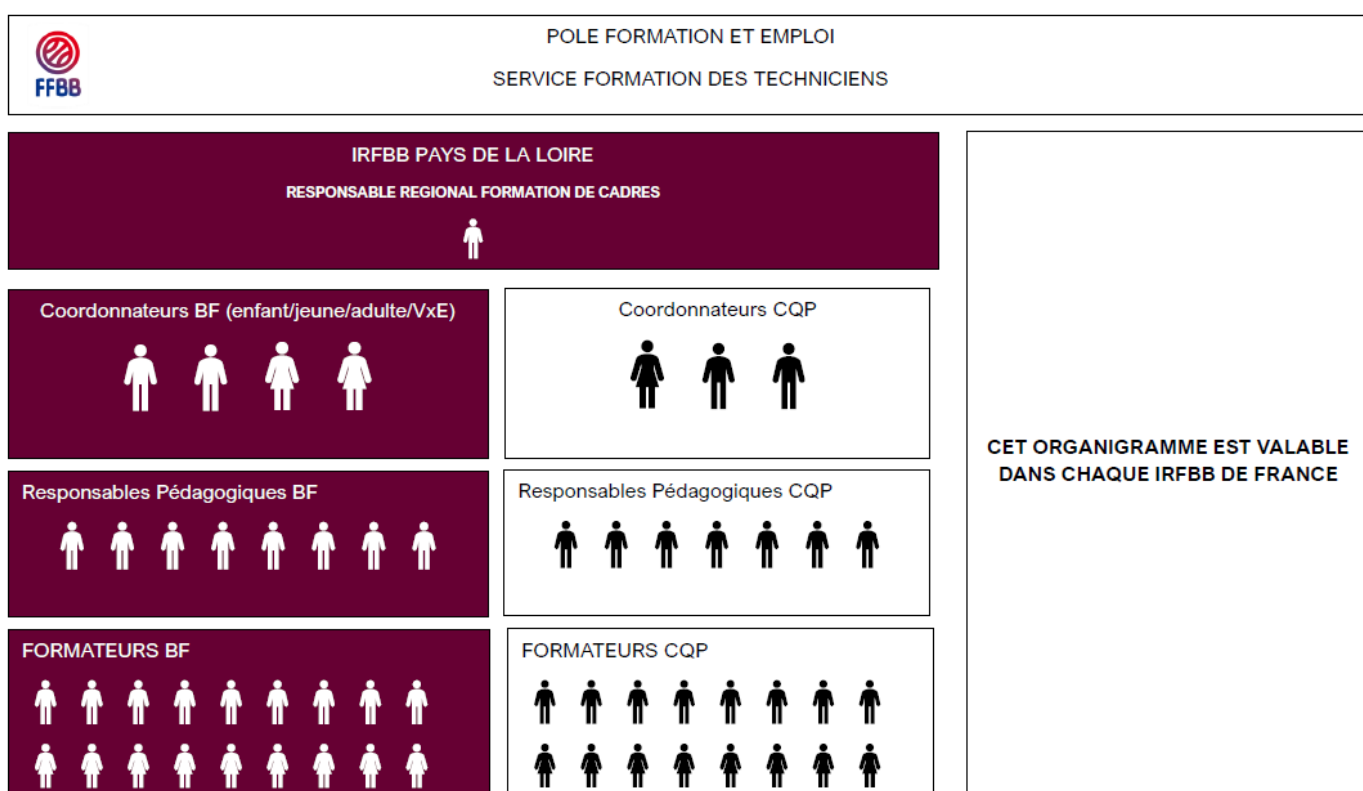 FFBB
POLE FORMATION ET EMPLOI
SERVICE FORMATION DES TECHNICIENS
IRFBB PAYS DE LA LOIRE
RESPONSABLE REGIONAL FORMATION DE CADRES
Coordonnateurs BF (enfant/jeune/adulte/VxE)
Coordonnateurs CQP
Responsables Pédagogiques BF
Responsables Pédagogiques CQP
FORMATEURS BF
FORMATEURS CQP
CET ORGANIGRAMME EST VALABLE
DANS CHAQUE IRFBB DE FRANCE